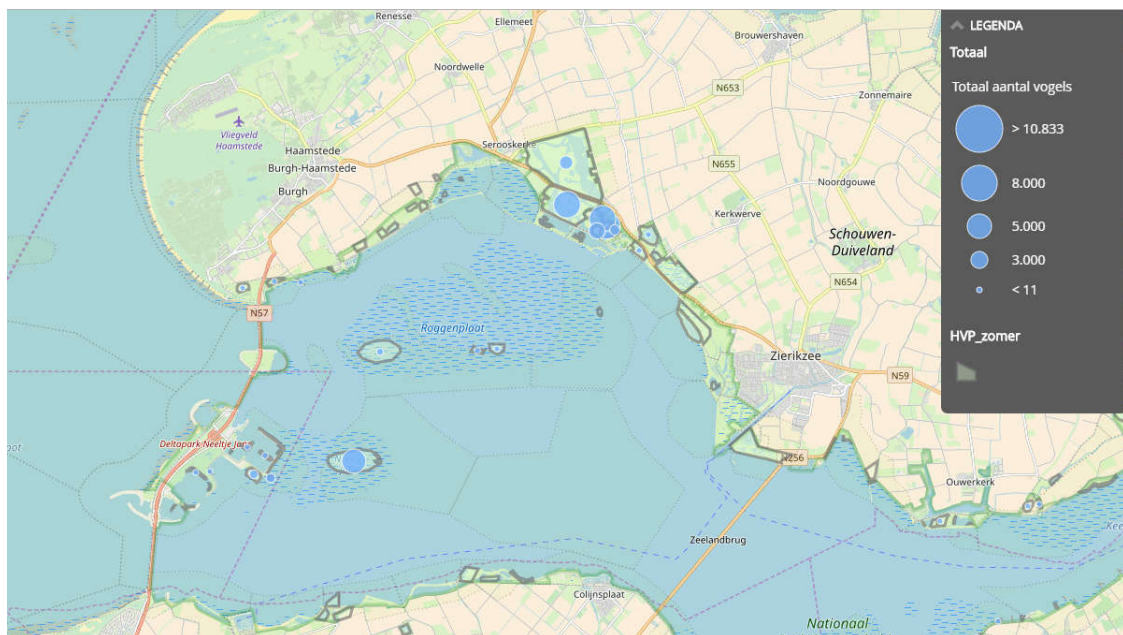 Renesse
Ellemeet
Brouwershaven
Noordwelle
N653
Zonnemaire
Vliegveld
Haamstede
Haamstede
Serooskerke
Burgh-Haamstede
N655
Burgh
Noordgouwe
Kerkwerve
Schouwen-
Duiveland
N654
N57
Roggenplaat
Zierikzee
N59
Deltapark Neeltje Jan
N256
Ouwerkerk
Zeelandbrug
Colijnsplaat
Nationaal
LEGENDA
Totaal
Totaal aantal vogels
> 10.833
8.000
5.000
3.000
< 11
HVP_zomer